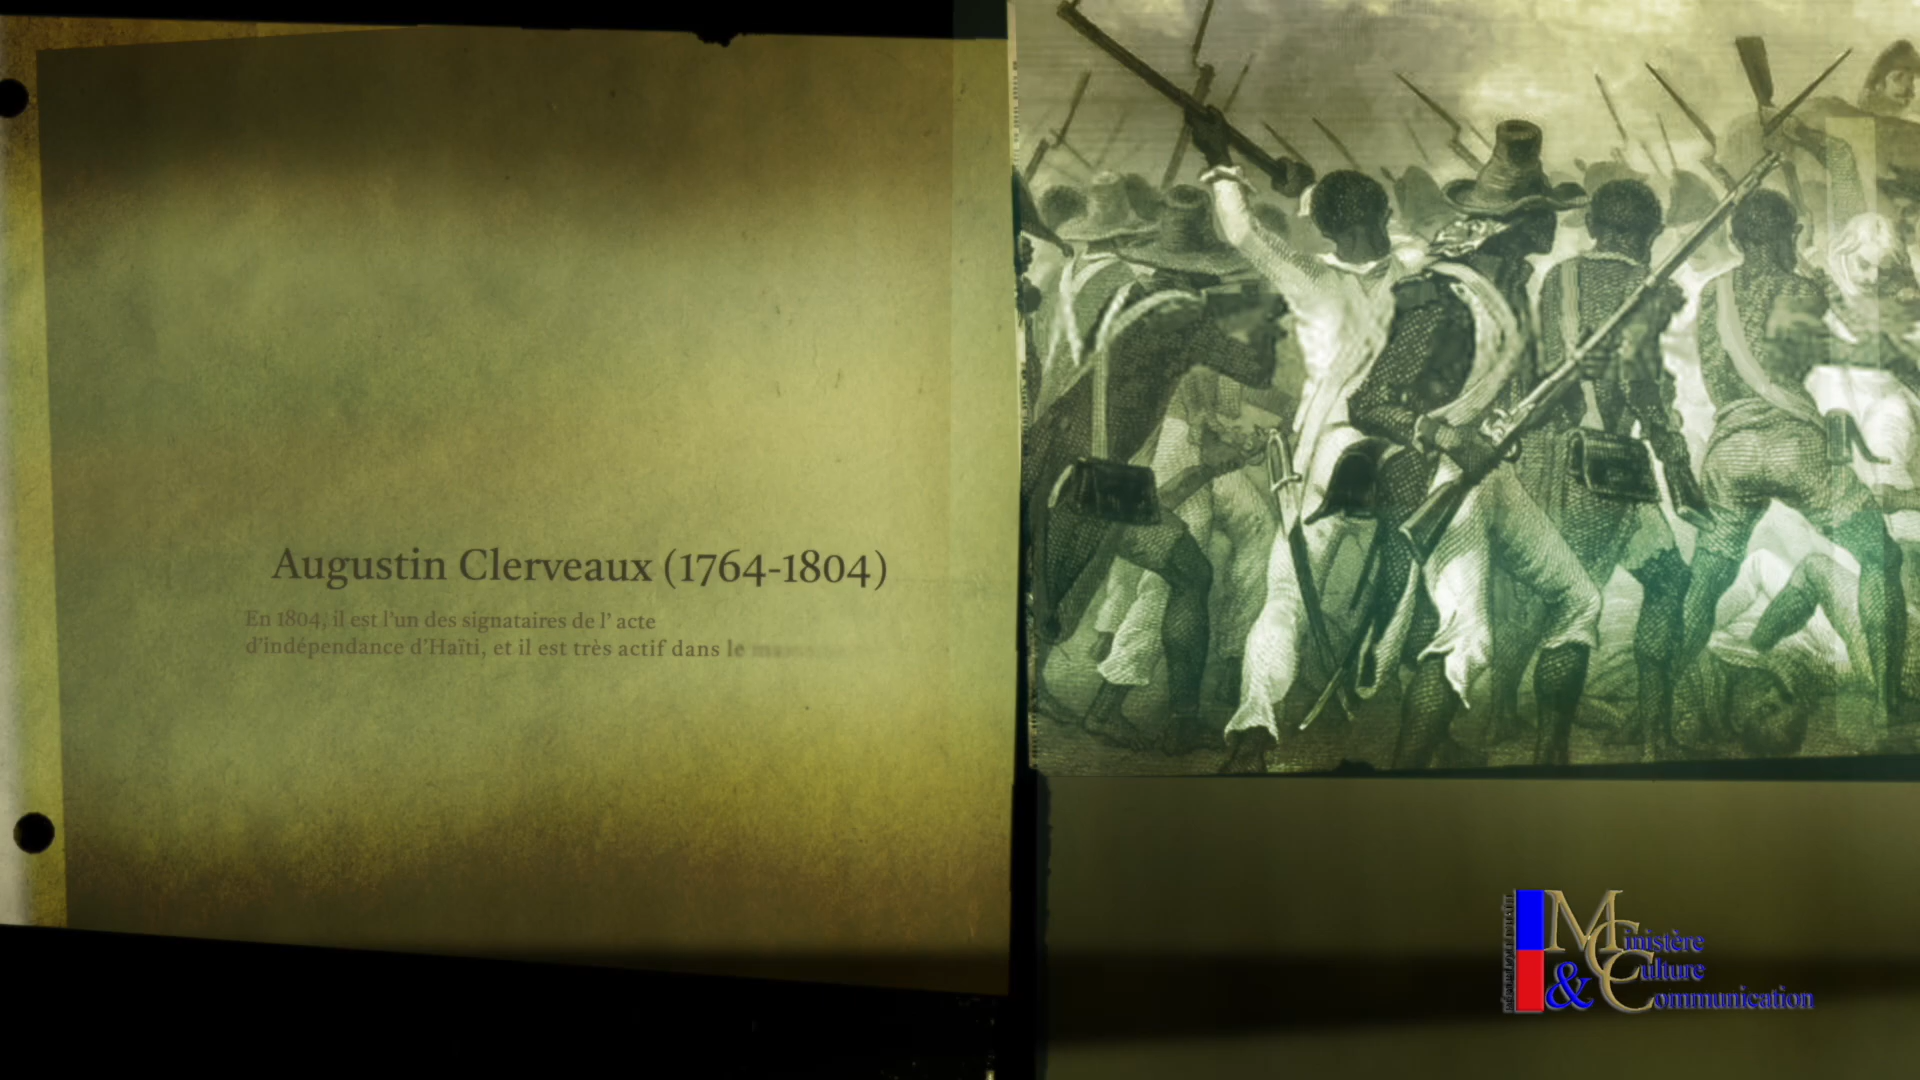 Augustin Clerveaux (1764-1804)
En 1804, il est l'un des signataires de l' acte
d'indépendance d'Haïti, et il est très actif dans le
Ministère
Culture
& Communication